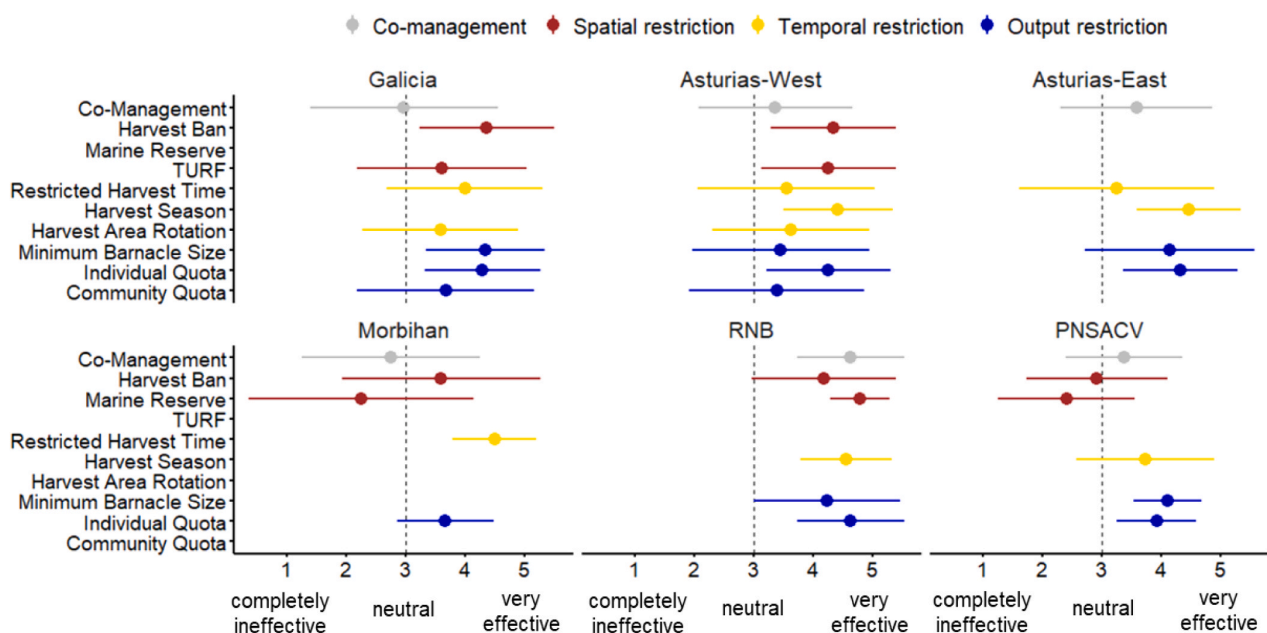 Co-management Spatial restriction Temporal restriction Output restriction
Galicia Asturias-West Asturias-East
Co-Management
Harvest Ban
Marine Reserve
TURF
Restricted Harvest Time
Harvest Season
Harvest Area Rotation
Minimum Barnacle Size
Individual Quota
Community Quota
Morbihan RNB PNSACV
Co-Management
Harvest Ban
Marine Reserve
TURF
Restricted Harvest Time
Harvest Season
Harvest Area Rotation
Minimum Barnacle Size
Individual Quota
Community Quota
1 2 3 4 5 1 2 3 4 5 1 2 3 4 5
completely neutral very completely neutral very completely neutral very
ineffective effective ineffective effective ineffective effective